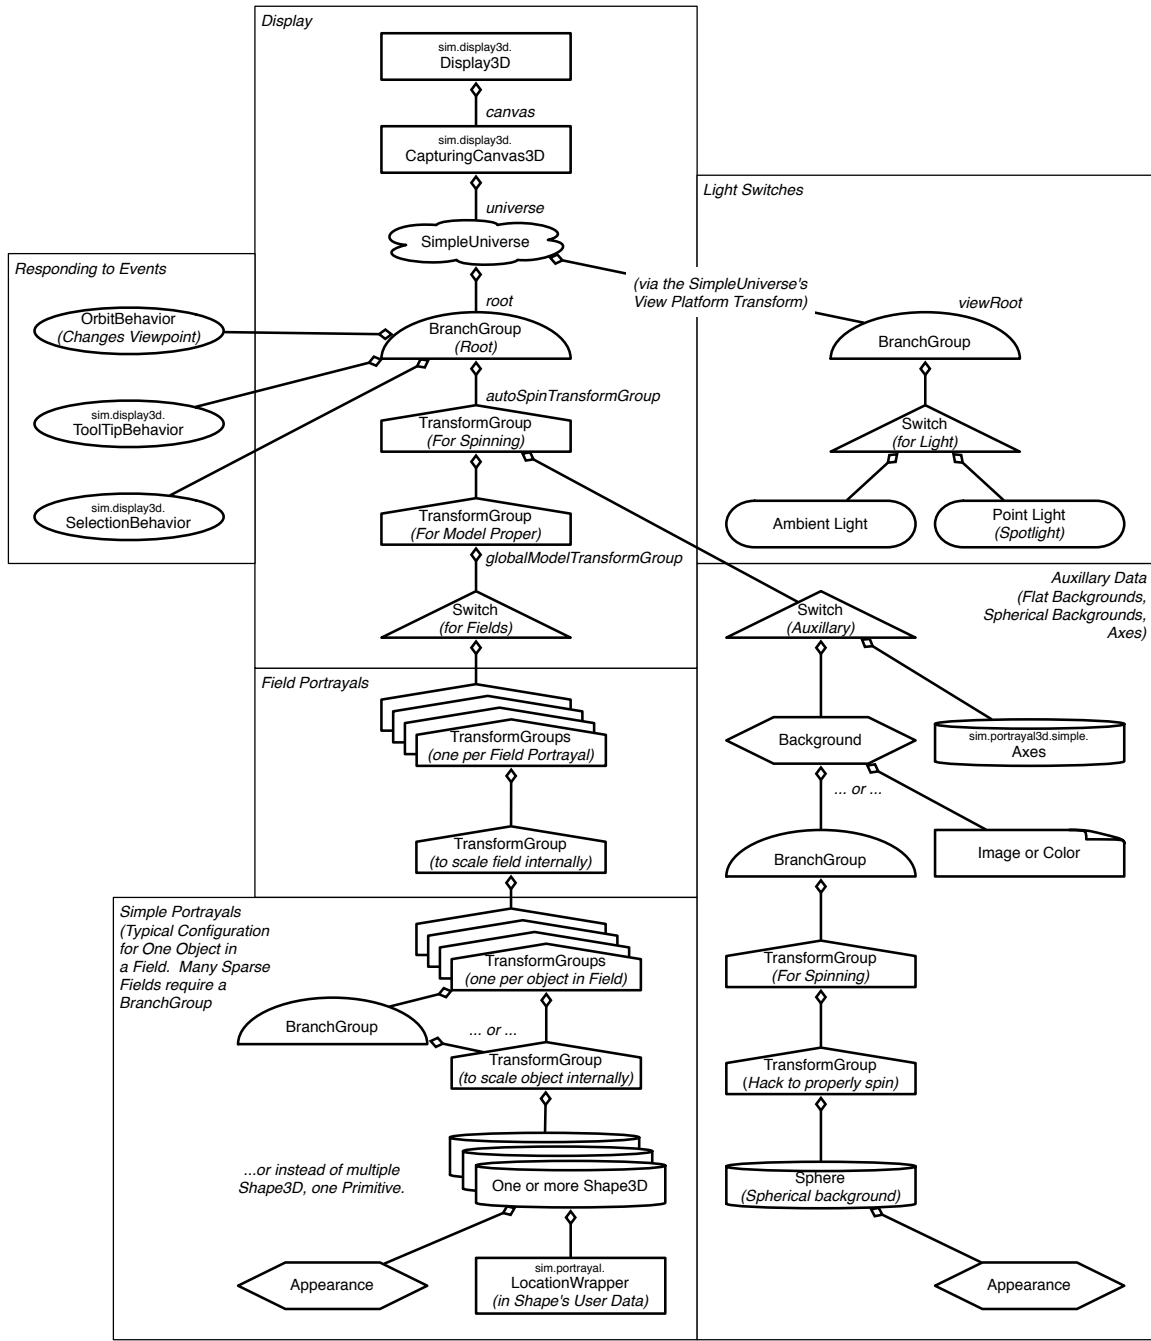 Display
sim.display3d.
Display3D
canvas
sim.display3d.
CapturingCanvas3D
universe
SimpleUniverse
Light Switches
(via the SimpleUniverse's
View Platform Transform)
viewRoot
BranchGroup
Switch
(for Light)
Ambient Light
Point Light
(Spotlight)
Responding to Events
OrbitBehavior
(Changes Viewpoint)
sim.display3d.
ToolTipBehavior
sim.display3d.
SelectionBehavior
root
BranchGroup
(Root)
autoSpinTransformGroup
TransformGroup
(For Spinning)
TransformGroup
(For Model Proper)
globalModelTransformGroup
Switch
(for Fields)
Auxillary Data
(Flat Backgrounds,
Spherical Backgrounds,
Axes)
Switch
(Auxillary)
Background
sim.portrayal3d.simple.
Axes
... or ...
BranchGroup
Image or Color
TransformGroup
(For Spinning)
TransformGroup
(Hack to properly spin)
Sphere
(Spherical background)
Appearance
Field Portrayals
TransformGroups
(one per Field Portrayal)
TransformGroup
(to scale field internally)
Simple Portrayals
(Typical Configuration
for One Object in
a Field.  Many Sparse
Fields require a
BranchGroup
TransformGroups
(one per object in Field)
BranchGroup
... or ...
TransformGroup
(to scale object internally)
...or instead of multiple
Shape3D, one Primitive.
One or more Shape3D
Appearance
sim.portrayal.
LocationWrapper
(in Shape's User Data)